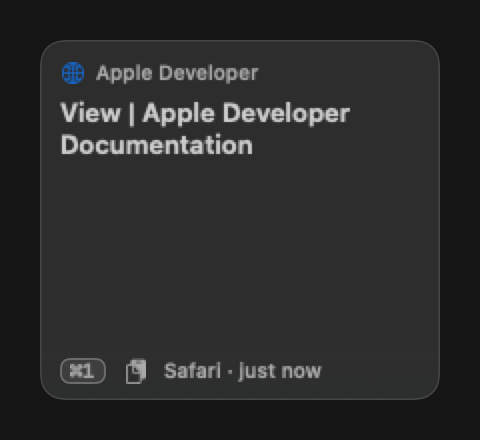 Apple Developer
View | Apple Developer
Documentation
⌘1 Safari · just now